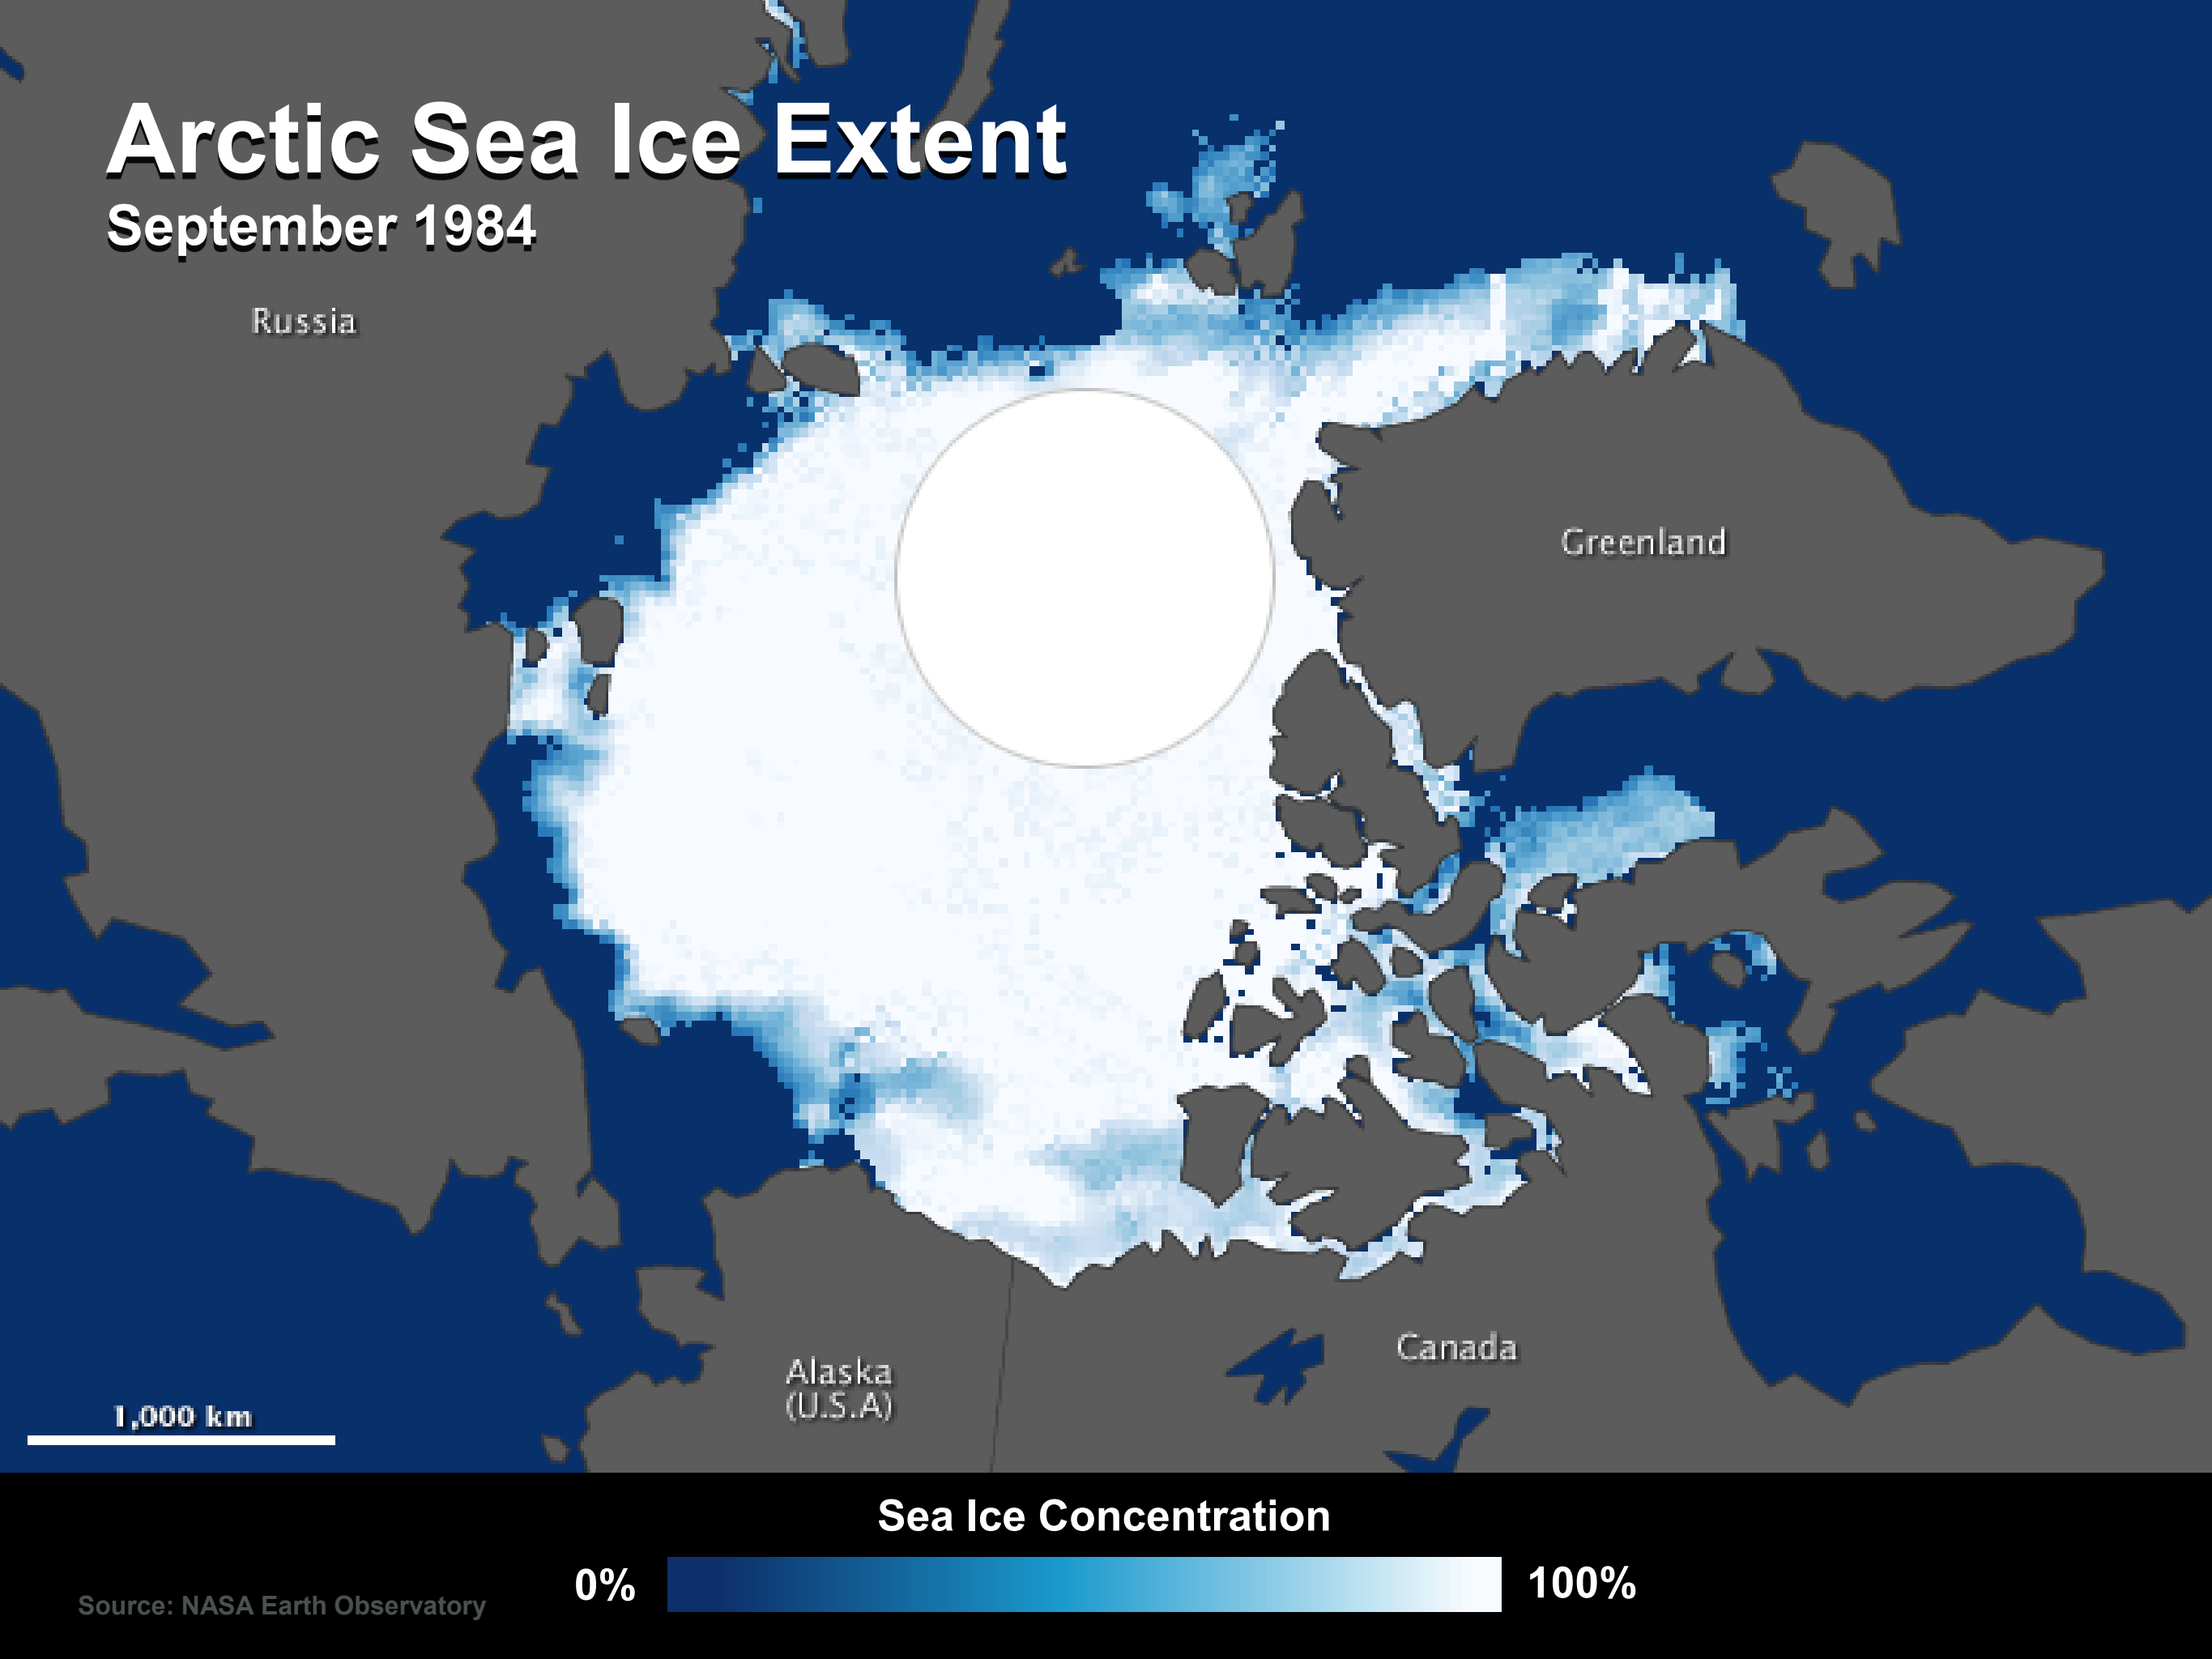 Arctic Sea Ice Extent
September 1984
Russia
Greenland
Canada
Alaska
(U.S.A)
1,000 km
Sea Ice Concentration
0%
100%
Source: NASA Earth Observatory